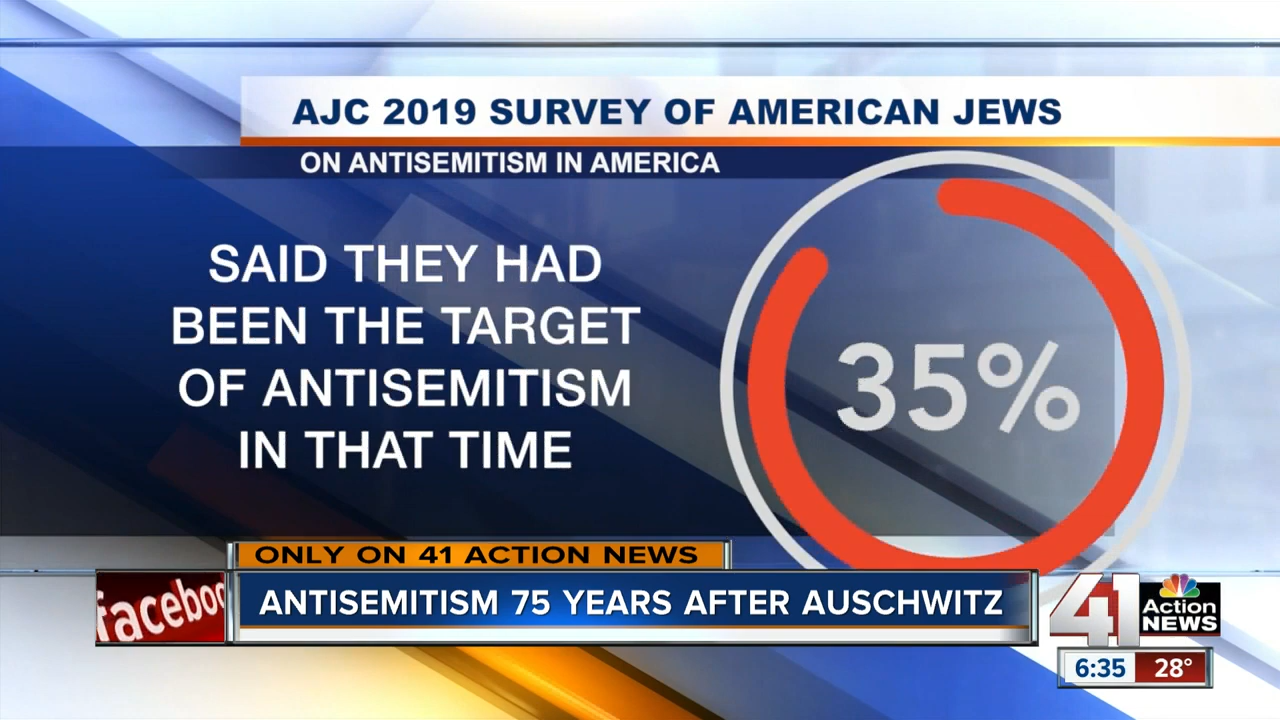 AJC 2019 SURVEY OF AMERICAN JEWS
ON ANTISEMITISM IN AMERICA
SAID THEY HAD
BEEN THE TARGET
OF ANTISEMITISM
IN THAT TIME
35%
ONLY ON 41 ACTION NEWS
faceboo
ANTISEMITISM 75 YEARS AFTER AUSCHWITZ
41 Action
NEWS
6:35 28°